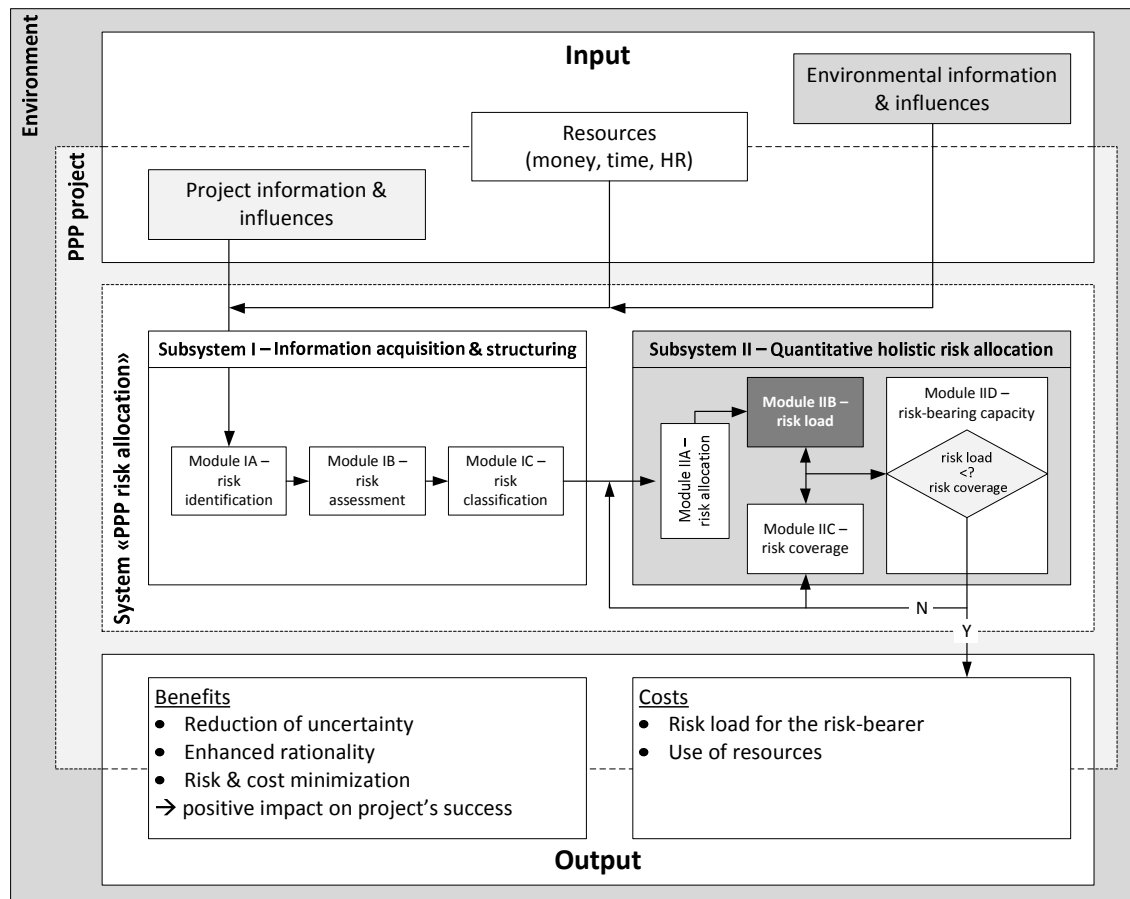 Environment
Input
Environmental information
& influences
Resources
(money, time, HR)
PPP project
Project information &
influences
System «PPP risk allocation»
Subsystem I – Information acquisition & structuring
Module IA –
risk
identification
Module IB –
risk
assessment
Module IC –
risk
classification
Subsystem II – Quantitative holistic risk allocation
Module IIA –
risk allocation
Module IIB –
risk load
Module IIC –
risk coverage
Module IID –
risk-bearing capacity
risk load
<?
risk coverage
N
Y
Benefits
• Reduction of uncertainty
• Enhanced rationality
• Risk & cost minimization
→ positive impact on project’s success
Costs
• Risk load for the risk-bearer
• Use of resources
Output